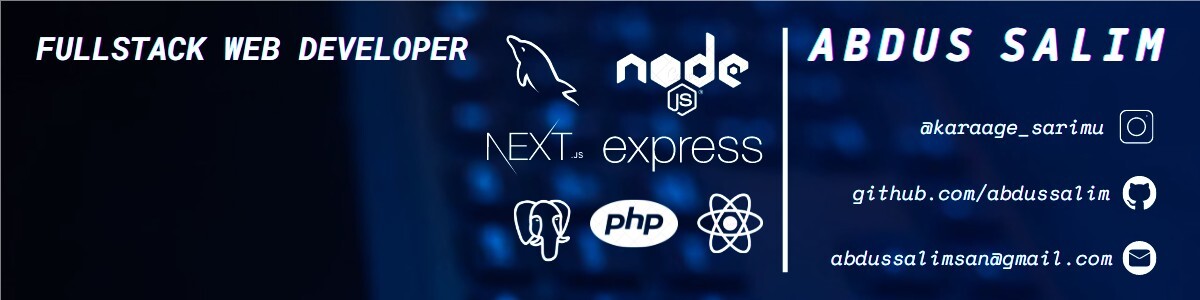 FULLSTACK WEB DEVELOPER
node
JS
NEXT.JS
express
php
ABDUS SALIM
@karaage_sarimu
github.com/abdussalim
abdussalimsan@gmail.com